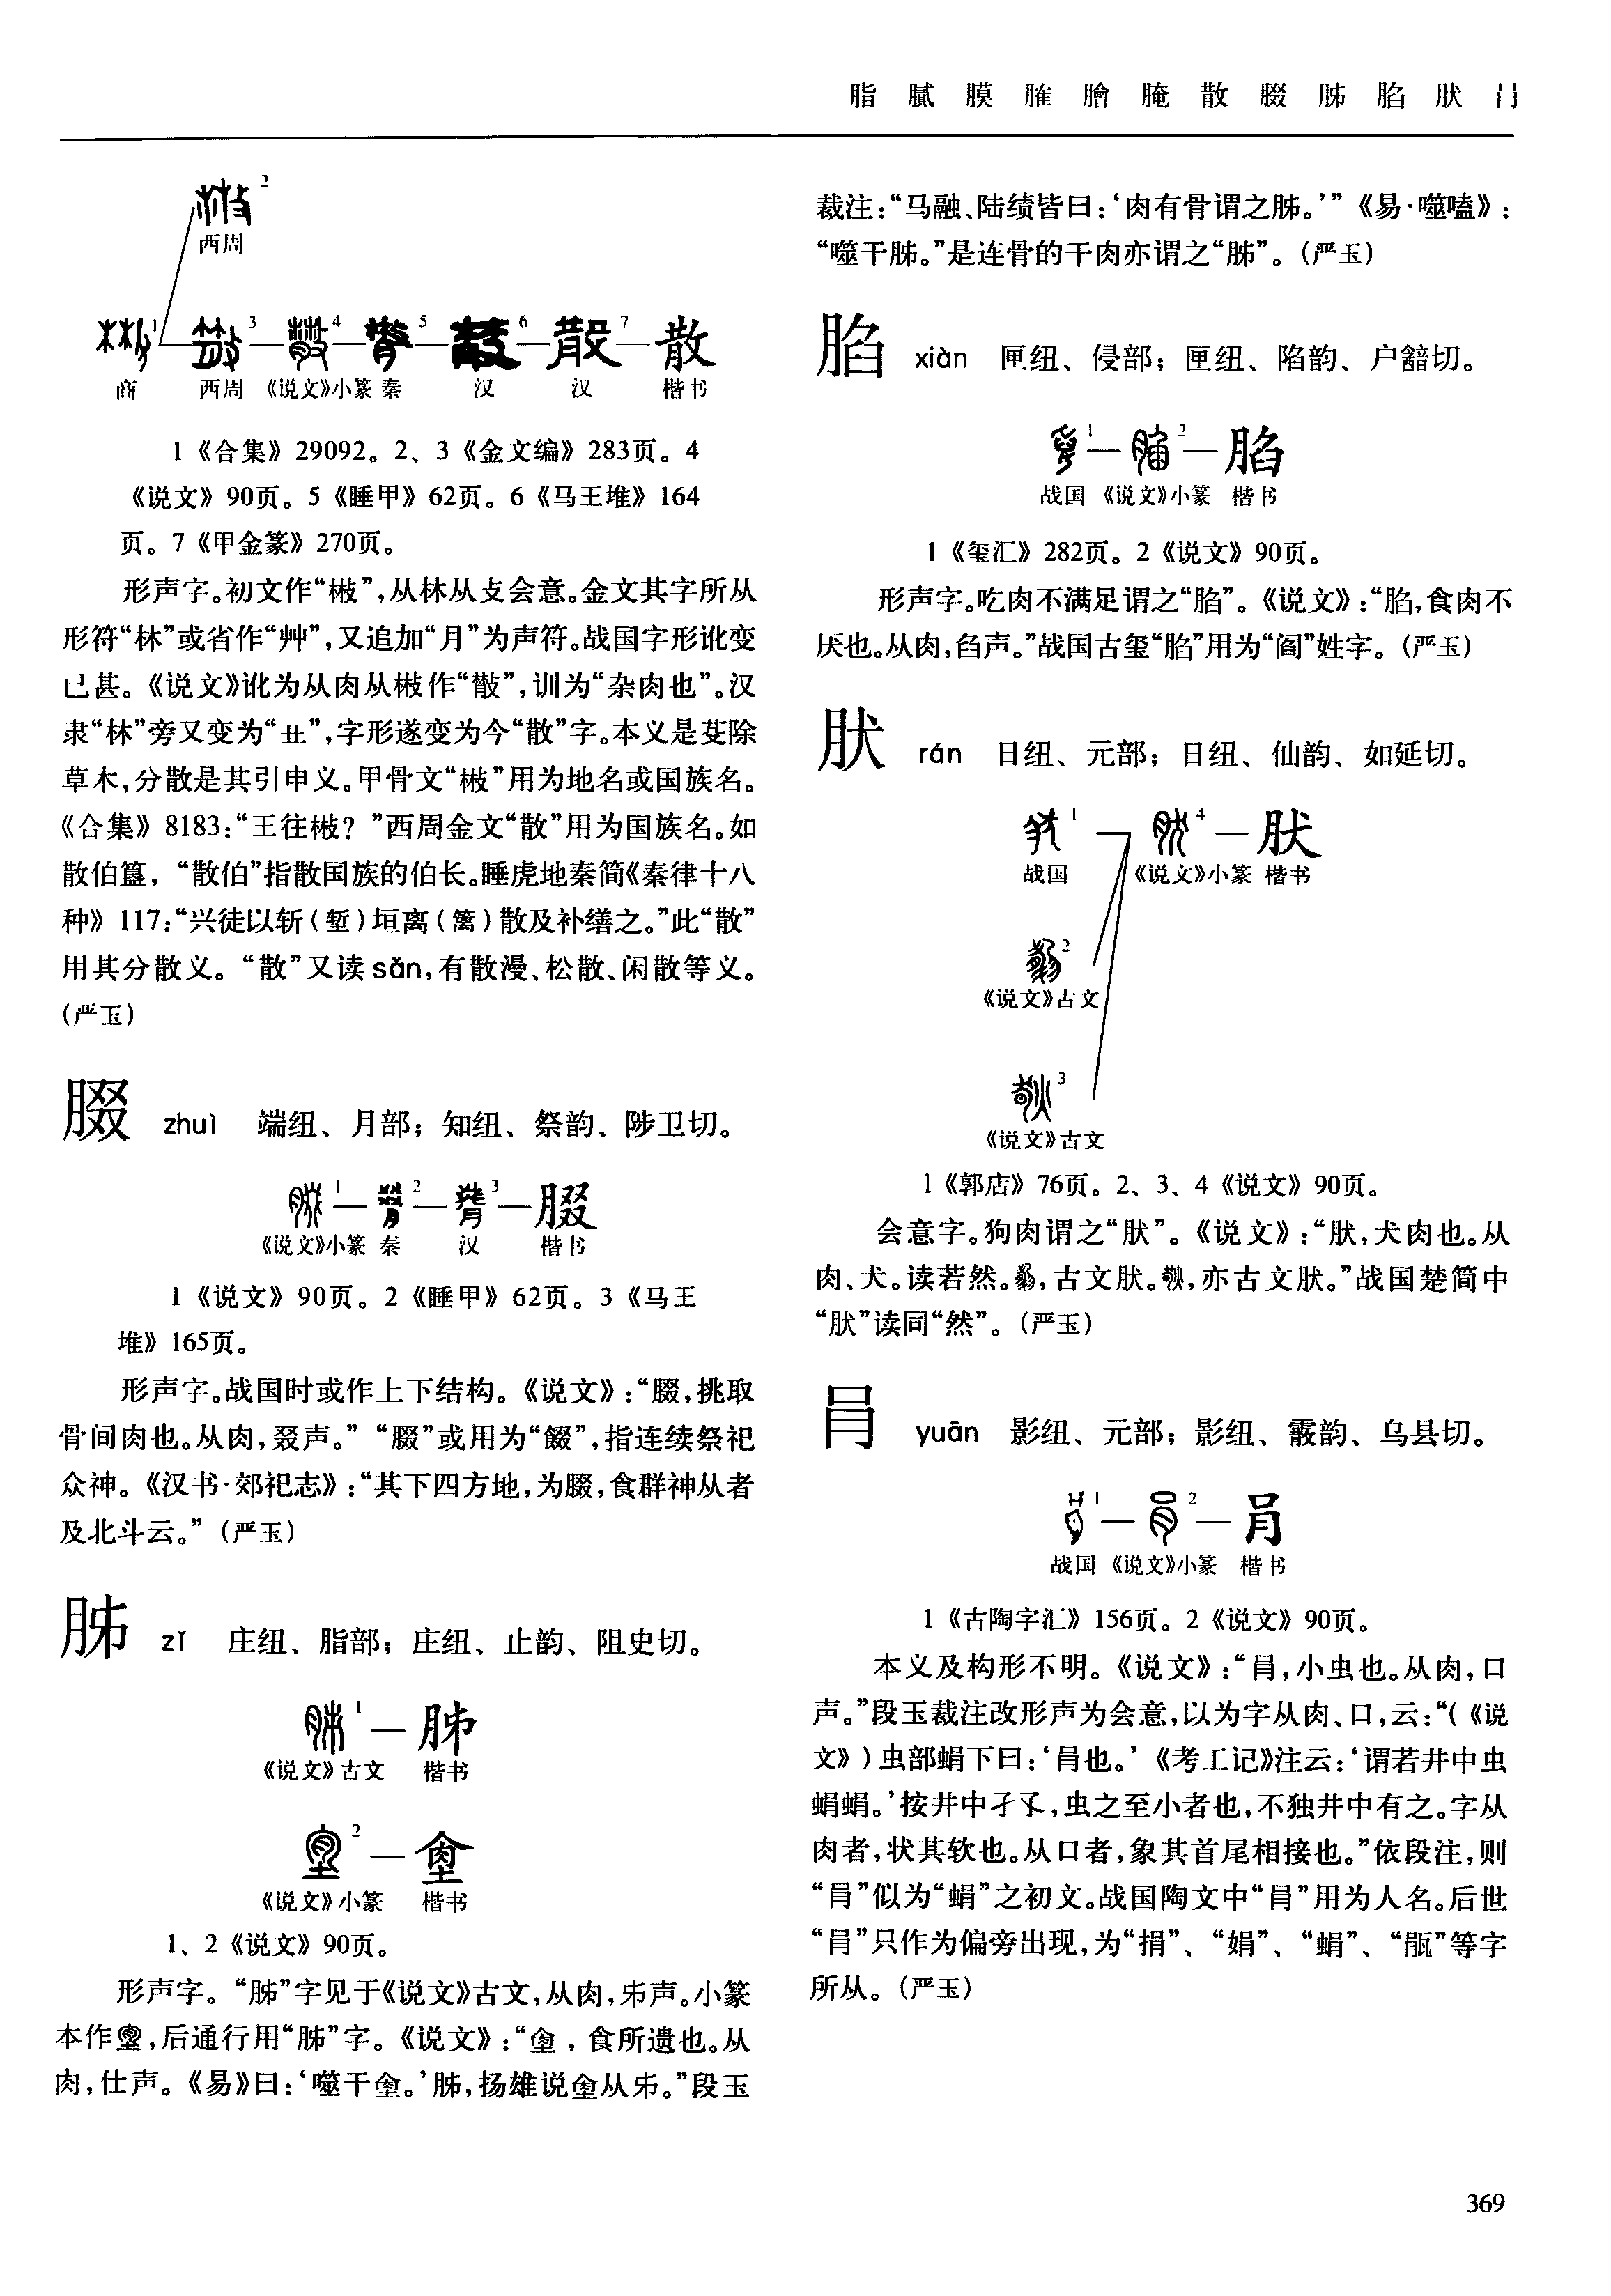 脂 膩 膜 膗 膾 腌 散 腏 胏 脂 肰 肙
2
西周
1 3 4 5 6 7 散
商 西周 《说文》小篆 秦 汉 汉 楷书
1《合集》29092。2、3《金文编》283页。4
《说文》90页。5《睡甲》62页。6《马王堆》164
页。7《甲金篆》270页。
形声字。初文作“㪔”,从林从攴会意。金文其字所从
形符“林”或省作“艸”,又追加“月”为声符。战国字形讹变
已甚。《说文》讹为从肉从㪔作“𢿱”,训为“杂肉也”。汉
隶“林”旁又变为“龷”,字形遂变为今“散”字。本义是芟除
草木,分散是其引申义。甲骨文“㪔”用为地名或国族名。
《合集》8183:“王往㪔?”西周金文“散”用为国族名。如
散伯簋,“散伯”指散国族的伯长。睡虎地秦简《秦律十八
种》117:“兴徒以斩(堑)垣离(篱)散及补缮之。”此“散”
用其分散义。“散”又读sǎn,有散漫、松散、闲散等义。
(严玉)
腏 zhuì 端纽、月部;知纽、祭韵、陟卫切。
1 2 3 腏
《说文》小篆 秦 汉 楷书
1《说文》90页。2《睡甲》62页。3《马王
堆》165页。
形声字。战国时或作上下结构。《说文》:“腏,挑取
骨间肉也。从肉,叕声。”“腏”或用为“餟”,指连续祭祀
众神。《汉书·郊祀志》:“其下四方地,为腏,食群神从者
及北斗云。”(严玉)
胏 zǐ 庄纽、脂部;庄纽、止韵、阻史切。
1 胏
《说文》古文 楷书
2 𦞤
《说文》小篆 楷书
1、2《说文》90页。
形声字。“胏”字见于《说文》古文,从肉,𠂔声。小篆
本作𦞤,后通行用“胏”字。《说文》:“𦞤,食所遗也。从
肉,仕声。《易》曰:‘噬干𦞤。’胏,扬雄说𦞤从𠂔。”段玉
裁注:“马融、陆绩皆曰:‘肉有骨谓之胏。’”《易·噬嗑》:
“噬干胏。”是连骨的干肉亦谓之“胏”。(严玉)
脂 xiàn 匣纽、侵部;匣纽、陷韵、户韽切。
1 2 䐄
战国 《说文》小篆 楷书
1《玺汇》282页。2《说文》90页。
形声字。吃肉不满足谓之“䐄”。《说文》:“䐄,食肉不
厌也。从肉,臽声。”战国古玺“䐄”用为“阎”姓字。(严玉)
肰 rán 日纽、元部;日纽、仙韵、如延切。
1 4 肰
战国 《说文》小篆 楷书
2
《说文》古文
3
《说文》古文
1《郭店》76页。2、3、4《说文》90页。
会意字。狗肉谓之“肰”。《说文》:“肰,犬肉也。从
肉、犬。读若然。,古文肰。,亦古文肰。”战国楚简中
“肰”读同“然”。(严玉)
肙 yuān 影纽、元部;影纽、霰韵、乌县切。
1 2 肙
战国 《说文》小篆 楷书
1《古陶字汇》156页。2《说文》90页。
本义及构形不明。《说文》:“肙,小虫也。从肉,口
声。”段玉裁注改形声为会意,以为字从肉、口,云:“(《说
文》)虫部蜎下曰:‘肙也。’《考工记》注云:‘谓若井中虫
蜎蜎。’按井中孑孓,虫之至小者也,不独井中有之。字从
肉者,状其软也。从口者,象其首尾相接也。”依段注,则
“肙”似为“蜎”之初文。战国陶文中“肙”用为人名。后世
“肙”只作为偏旁出现,为“捐”、“娟”、“蜎”、“㼂”等字
所从。(严玉)
369